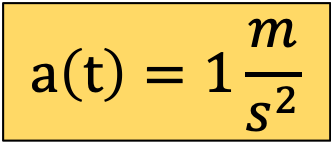 a(t) = 1 m/s²